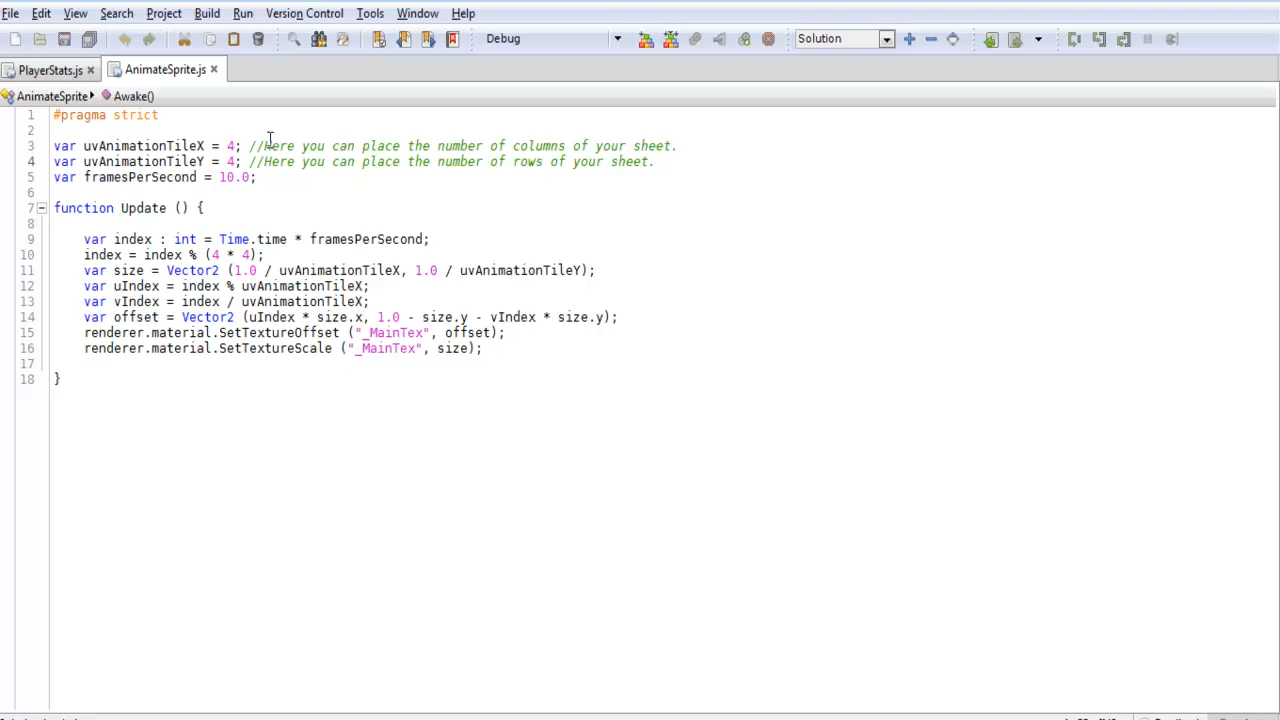 File Edit View Search Project Build Run Version Control Tools Window Help
Debug Solution
PlayerStats.js AnimateSprite.js
AnimateSprite Awake()
1 #pragma strict
2
3 var uvAnimationTileX = 4; //Here you can place the number of columns of your sheet.
4 var uvAnimationTileY = 4; //Here you can place the number of rows of your sheet.
5 var framesPerSecond = 10.0;
6
7 function Update () {
8
9 var index : int = Time.time * framesPerSecond;
10 index = index % (4 * 4);
11 var size = Vector2 (1.0 / uvAnimationTileX, 1.0 / uvAnimationTileY);
12 var uIndex = index % uvAnimationTileX;
13 var vIndex = index / uvAnimationTileX;
14 var offset = Vector2 (uIndex * size.x, 1.0 - size.y - vIndex * size.y);
15 renderer.material.SetTextureOffset ("_MainTex", offset);
16 renderer.material.SetTextureScale ("_MainTex", size);
17
18 }